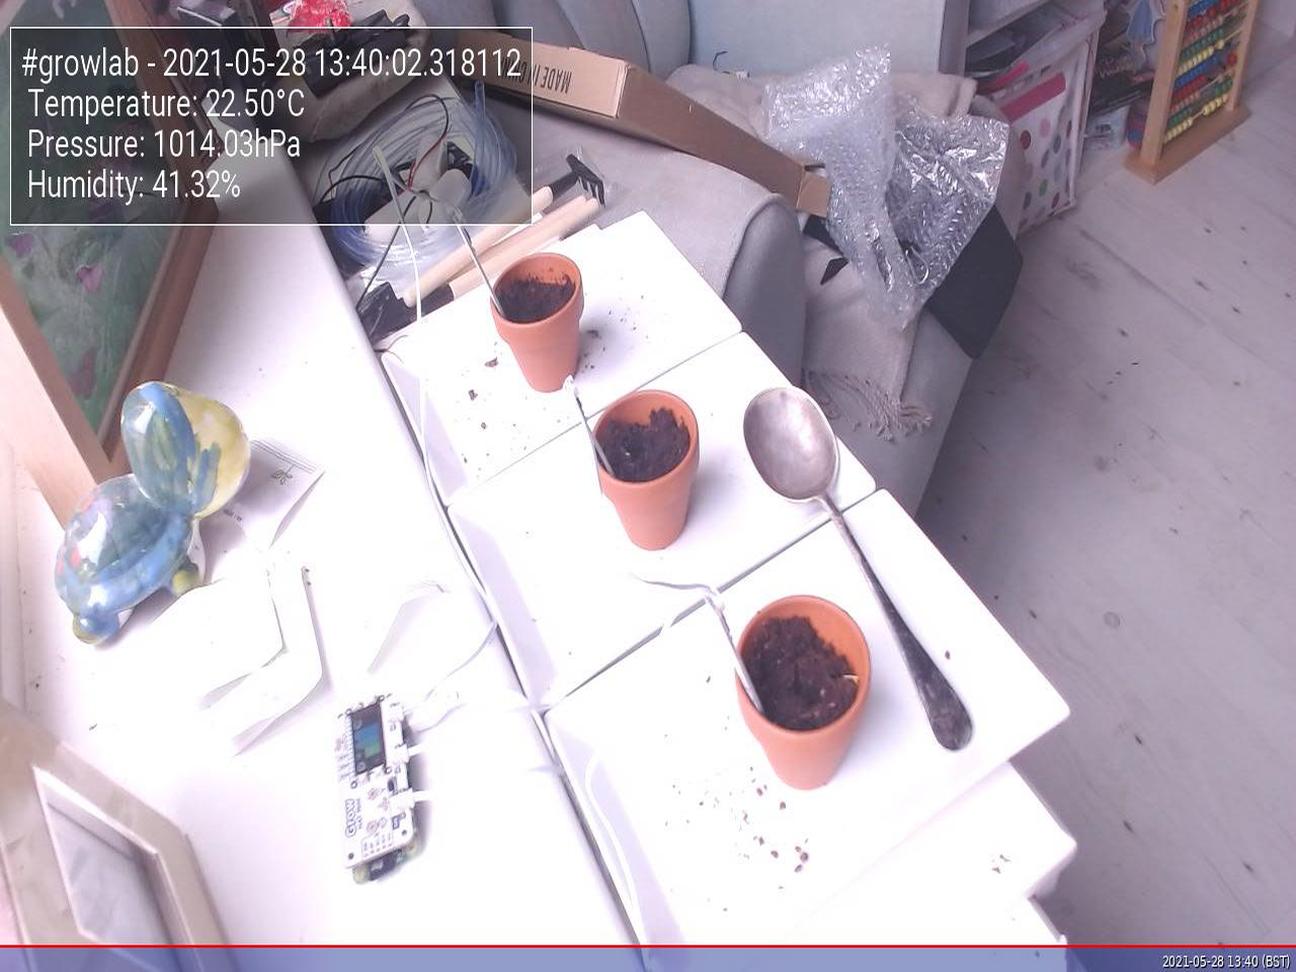 #growlab - 2021-05-28 13:40:02.318112
Temperature: 22.50°C
Pressure: 1014.03hPa
Humidity: 41.32%
MADE IN
Grow
2021-05-28 13:40 (BST)